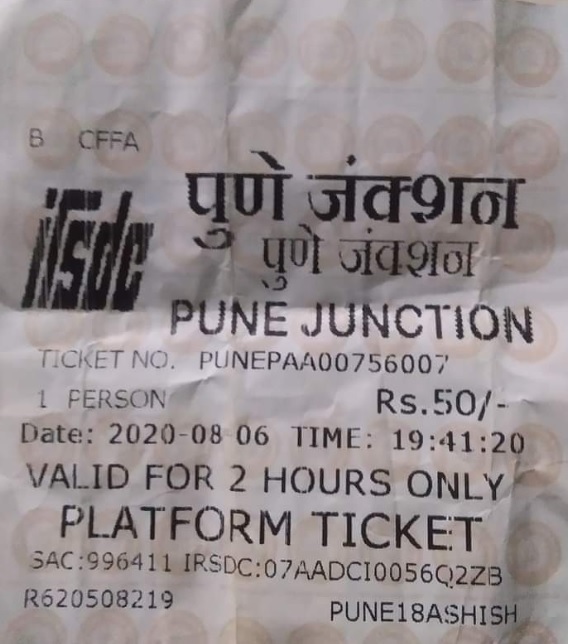 B CFFA
पुणे जंक्शन
irsdc
पुणे जंक्शन
PUNE JUNCTION
TICKET NO. PUNEPAA00756007
1 PERSON Rs.50/-
Date: 2020-08-06 TIME: 19:41:20
VALID FOR 2 HOURS ONLY
PLATFORM TICKET
SAC:996411 IRSDC:07AADCI0056Q2ZB
R620508219 PUNE18ASHISH